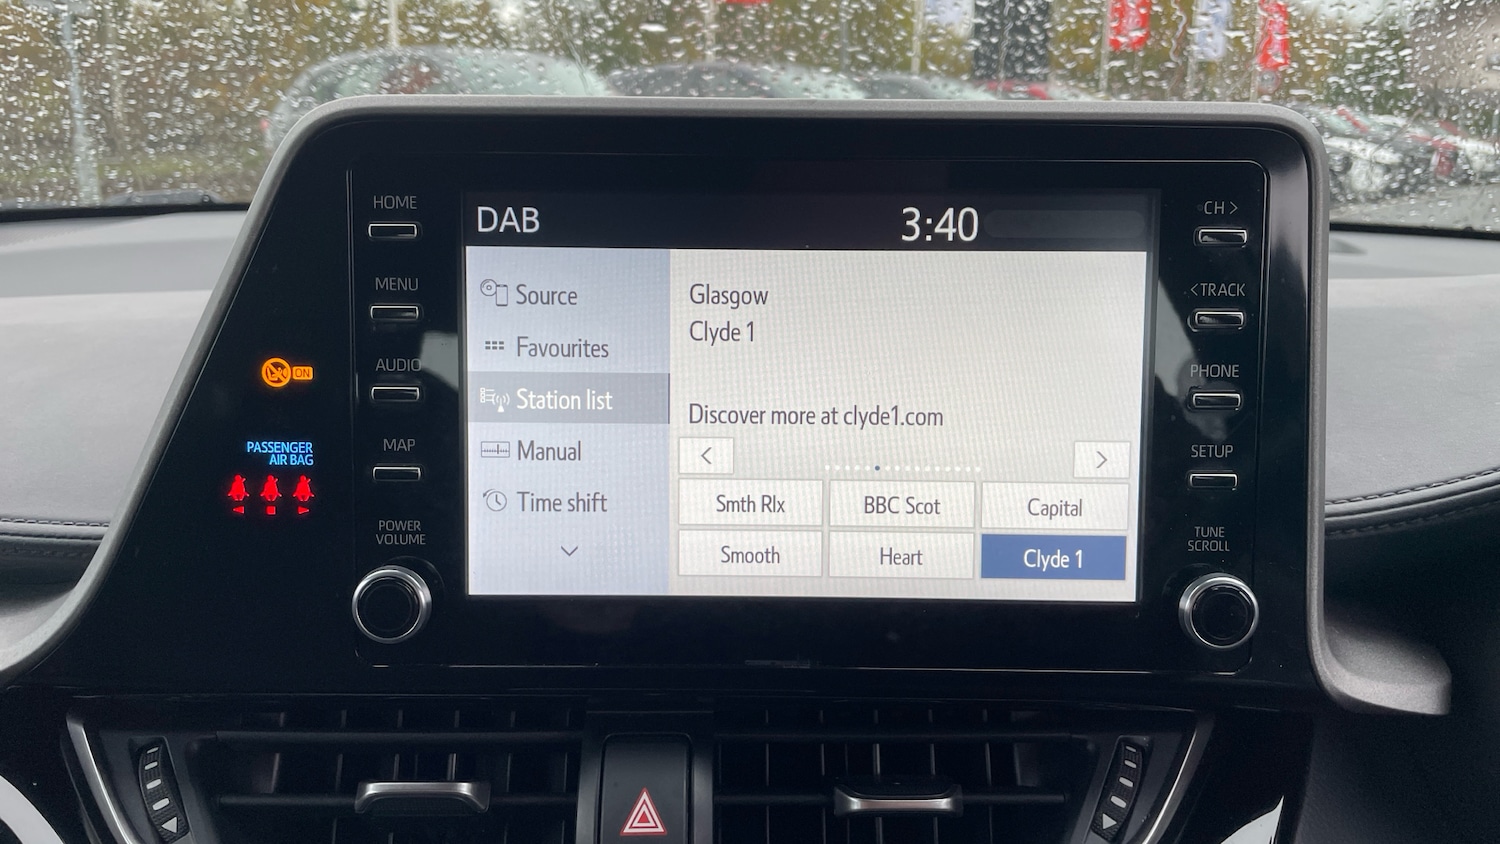 DAB
3:40
Source
Favourites
Station list
Manual
Time shift
Glasgow
Clyde 1
Discover more at clyde1.com
Smth Rlx
BBC Scot
Capital
Smooth
Heart
Clyde 1
HOME
MENU
AUDIO
MAP
POWER
VOLUME
CH >
< TRACK
PHONE
SETUP
TUNE
SCROLL
ON
PASSENGER
AIR BAG